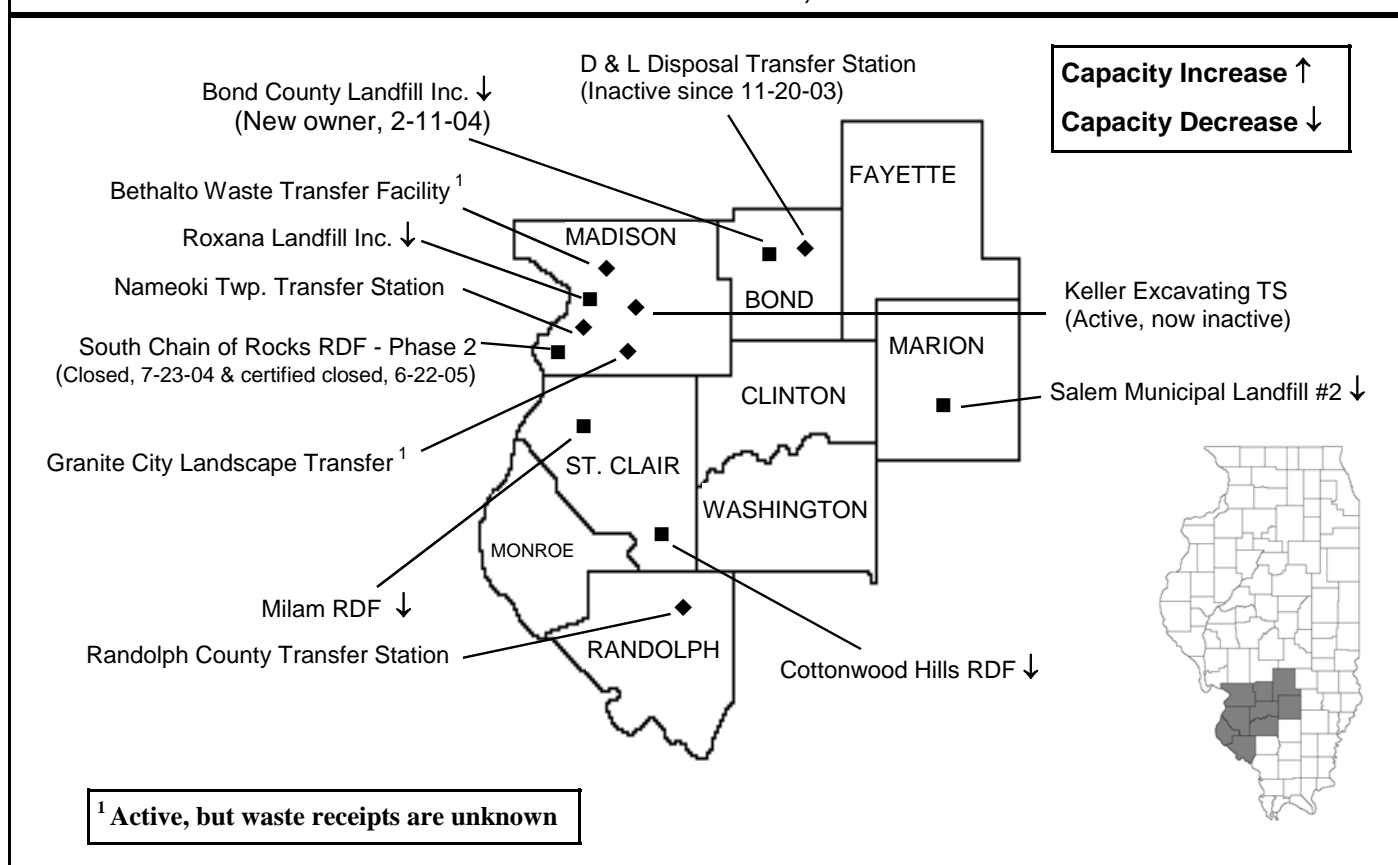 D & L Disposal Transfer Station
(Inactive since 11-20-03)
Capacity Increase ↑
Capacity Decrease ↓
Bond County Landfill Inc. ↓
(New owner, 2-11-04)
FAYETTE
Bethalto Waste Transfer Facility 1
MADISON
Roxana Landfill Inc. ↓
Nameoki Twp. Transfer Station
BOND
Keller Excavating TS
(Active, now inactive)
South Chain of Rocks RDF - Phase 2
(Closed, 7-23-04 & certified closed, 6-22-05)
MARION
CLINTON
Salem Municipal Landfill #2 ↓
Granite City Landscape Transfer 1
ST. CLAIR
WASHINGTON
MONROE
Milam RDF ↓
Randolph County Transfer Station
RANDOLPH
Cottonwood Hills RDF ↓
1 Active, but waste receipts are unknown